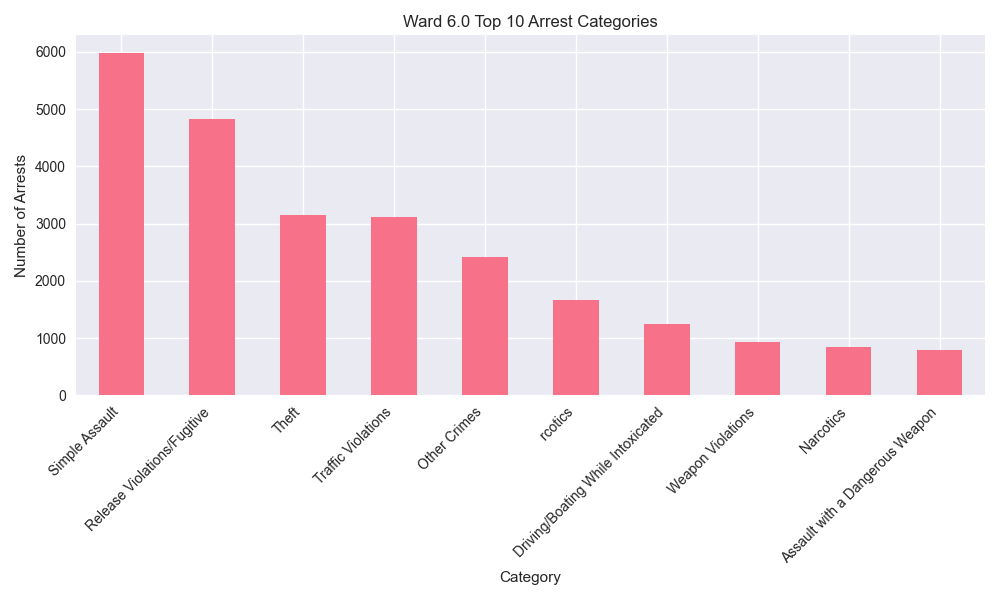 Ward 6.0 Top 10 Arrest Categories
Number of Arrests
6000
5000
4000
3000
2000
1000
0
Simple Assault
Release Violations/Fugitive
Theft
Traffic Violations
Other Crimes
rcotics
Driving/Boating While Intoxicated
Weapon Violations
Narcotics
Assault with a Dangerous Weapon
Category